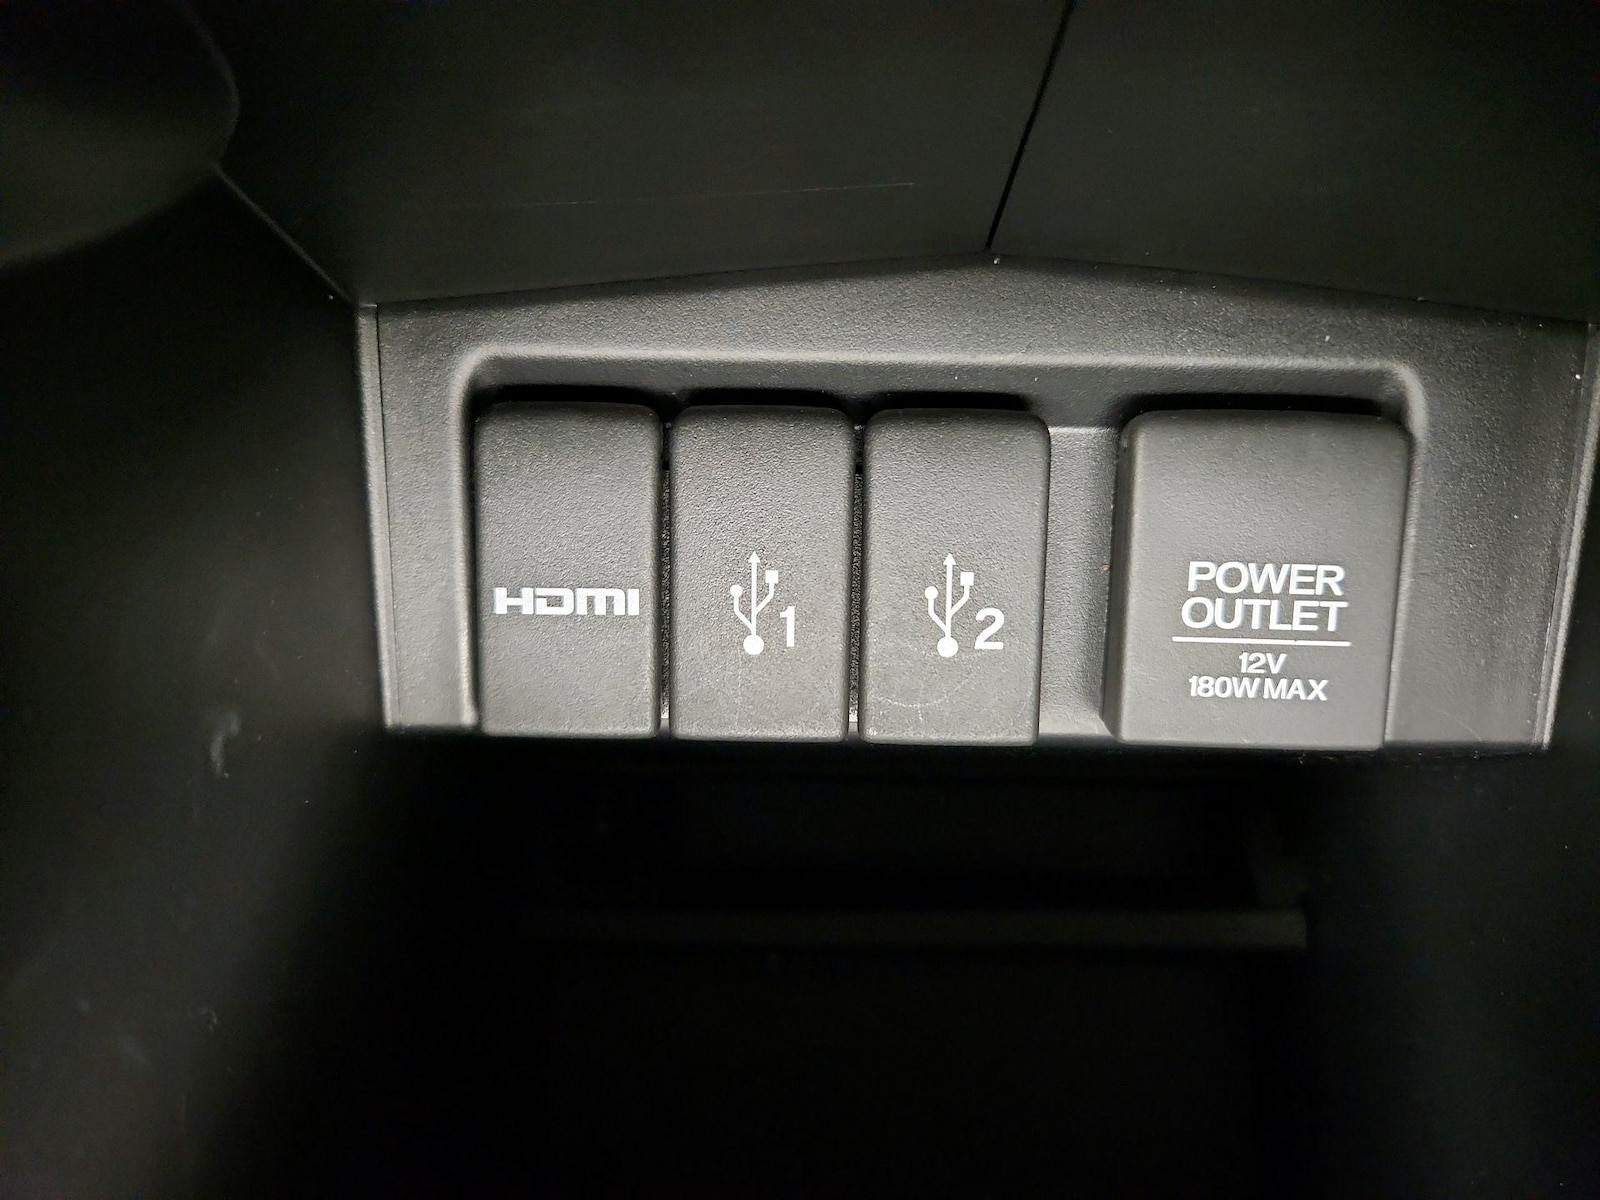 HDMI
1
2
POWER
OUTLET
12V
180W MAX